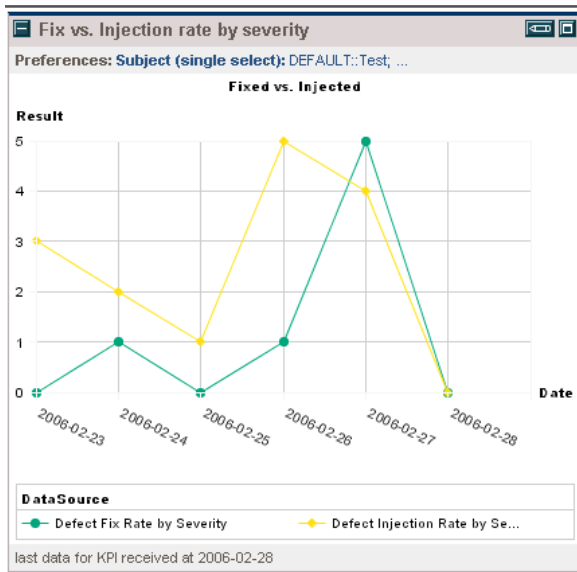 Fix vs. Injection rate by severity
Preferences: Subject (single select): DEFAULT::Test; ...
Fixed vs. Injected
Result
5
4
3
2
1
0
Date
2006-02-23
2006-02-24
2006-02-25
2006-02-26
2006-02-27
2006-02-28
DataSource
Defect Fix Rate by Severity
Defect Injection Rate by Se...
last data for KPI received at 2006-02-28